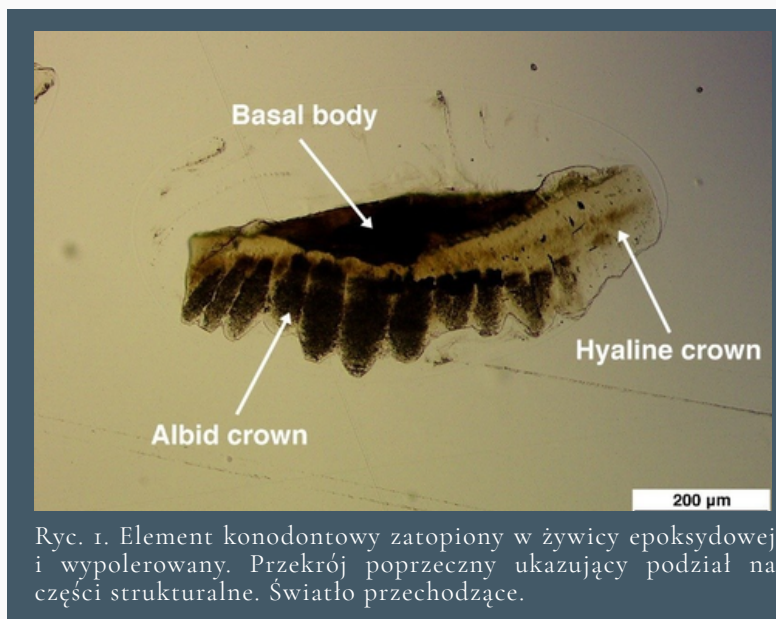 Basal body
Hyaline crown
Albid crown
200 µm
Ryc. 1. Element konodontowy zatopiony w żywicy epoksydowej
i wypolerowany. Przekrój poprzeczny ukazujący podział na
części strukturalne. Światło przechodzące.